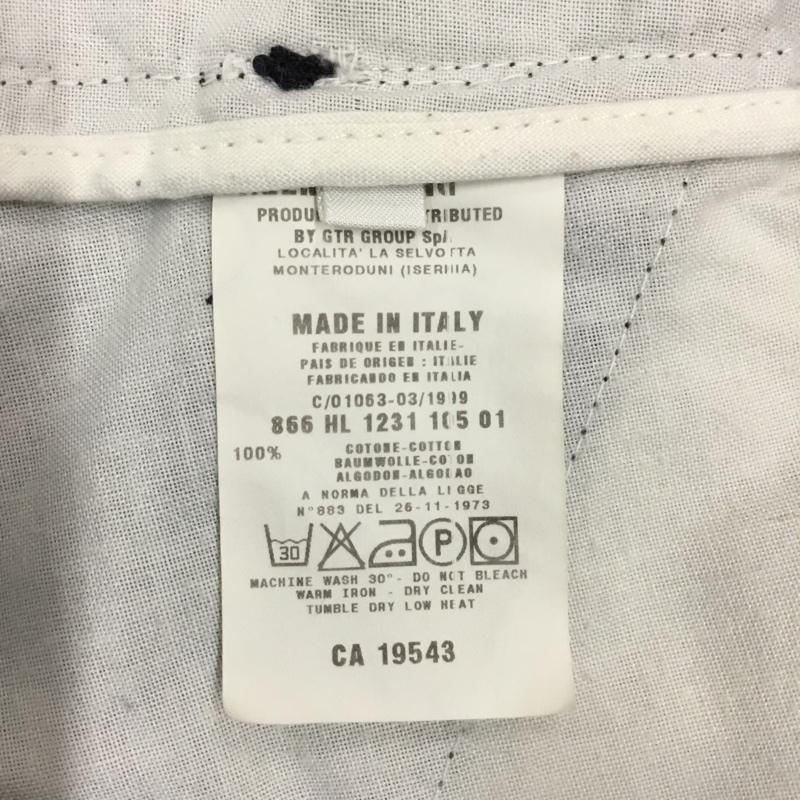 PRODU TRIBUTED
BY GTR GROUP SpA
LOCALITA' LA SELVOTTA
MONTERODUNI (ISERNIA)
MADE IN ITALY
FABRIQUE EN ITALIE-
PAIS DE ORIGEN : ITALIE
FABRICANDO EN ITALIA
C/01063-03/1999
866 HL 1231 105 01
100% COTONE-COTTON
BAUMWOLLE-COTON
ALGODON-ALGOLAO
A NORMA DELLA LIGGE
N°883 DEL 26-11-1973
30 P
MACHINE WASH 30°- DO NOT BLEACH
WARM IRON - DRY CLEAN
TUMBLE DRY LOW HEAT
CA 19543